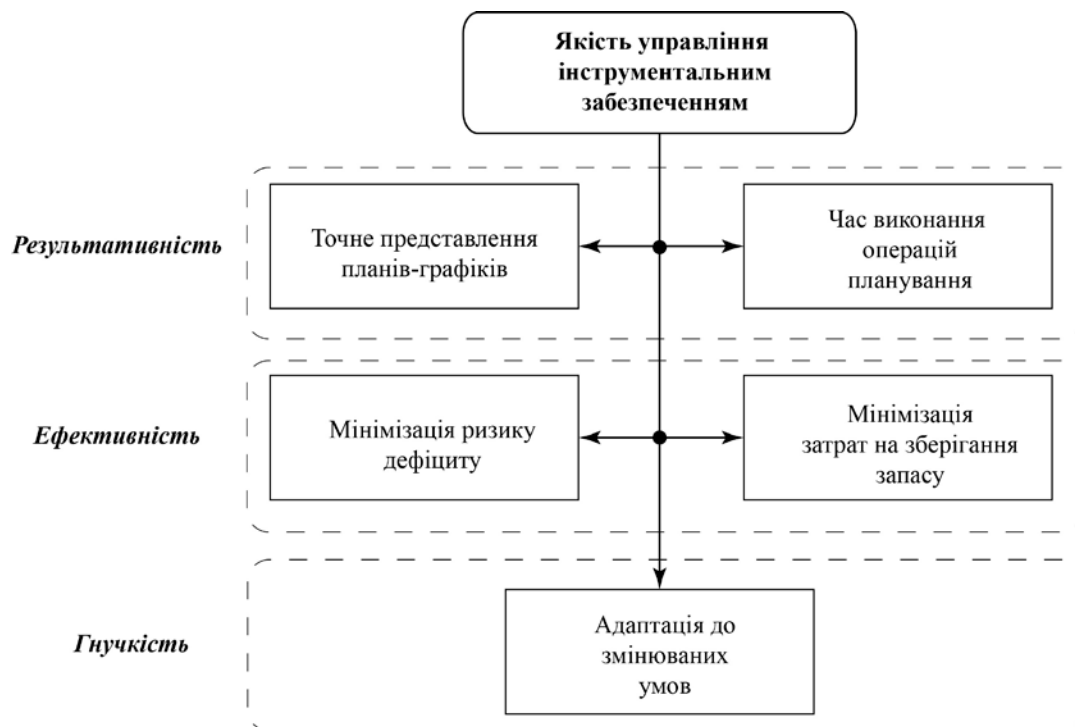 Якість управління
інструментальним
забезпеченням
Результативність
Точне представлення
планів-графіків
Час виконання
операцій
планування
Ефективність
Мінімізація ризику
дефіциту
Мінімізація
затрат на зберігання
запасу
Гнучкість
Адаптація до
змінюваних
умов